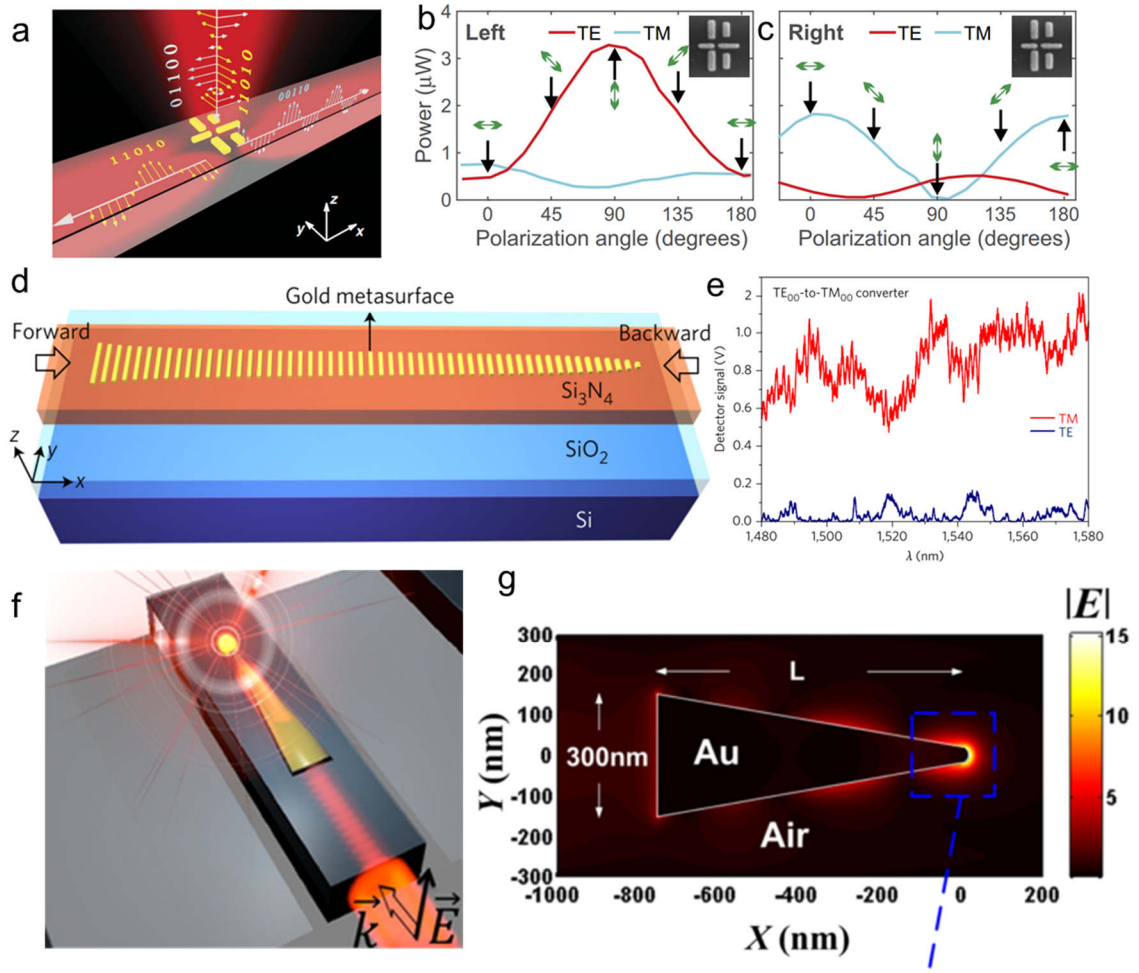 a
01100
11010
00110
11010
z
y
x
b
Left
TE
TM
Power (μW)
4
3
2
1
0
0
45
90
135
180
Polarization angle (degrees)
c
Right
TE
TM
0
45
90
135
180
Polarization angle (degrees)
d
Gold metasurface
Forward
Backward
Si3N4
SiO2
Si
z
y
x
e
TE00-to-TM00 converter
Detector signal (V)
2
1.0
0.8
0.6
0.4
0.2
0.0
TM
TE
1,480
1,500
1,520
1,540
1,560
1,580
λ (nm)
f
k
E
g
|E|
300
200
100
0
-100
-200
-300
Y (nm)
L
300nm
Au
Air
-1000
-800
-600
-400
-200
0
200
X (nm)
15
10
5